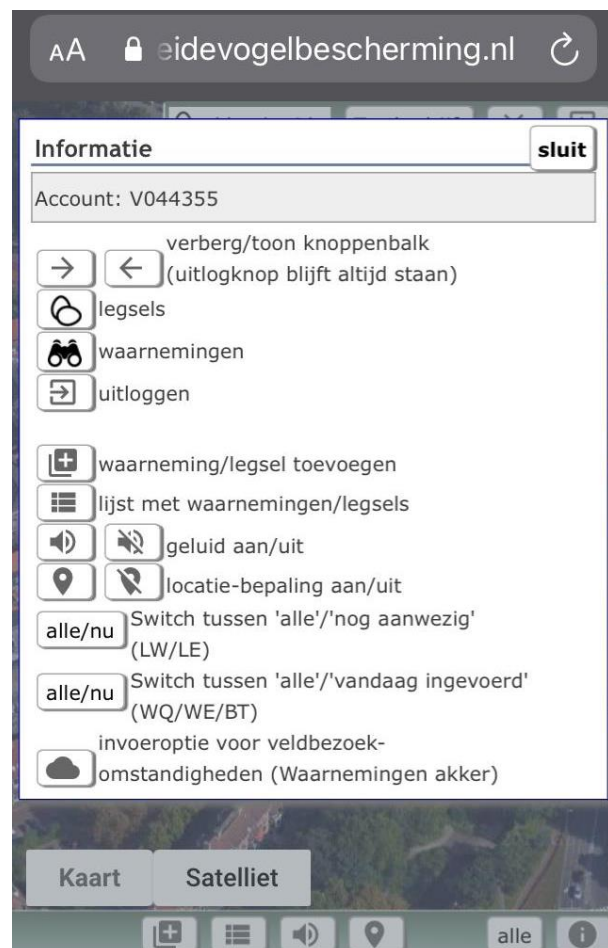 AA eidevogelbescherming.nl
Informatie
sluit
Account: V044355
verberg/toon knoppenbalk
(uitlogknop blijft altijd staan)
legsels
waarnemingen
uitloggen
waarneming/legsel toevoegen
lijst met waarnemingen/legsels
geluid aan/uit
locatie-bepaling aan/uit
alle/nu Switch tussen 'alle'/'nog aanwezig'
(LW/LE)
alle/nu Switch tussen 'alle'/'vandaag ingevoerd'
(WQ/WE/BT)
invoeroptie voor veldbezoek-
omstandigheden (Waarnemingen akker)
Kaart Satelliet
alle